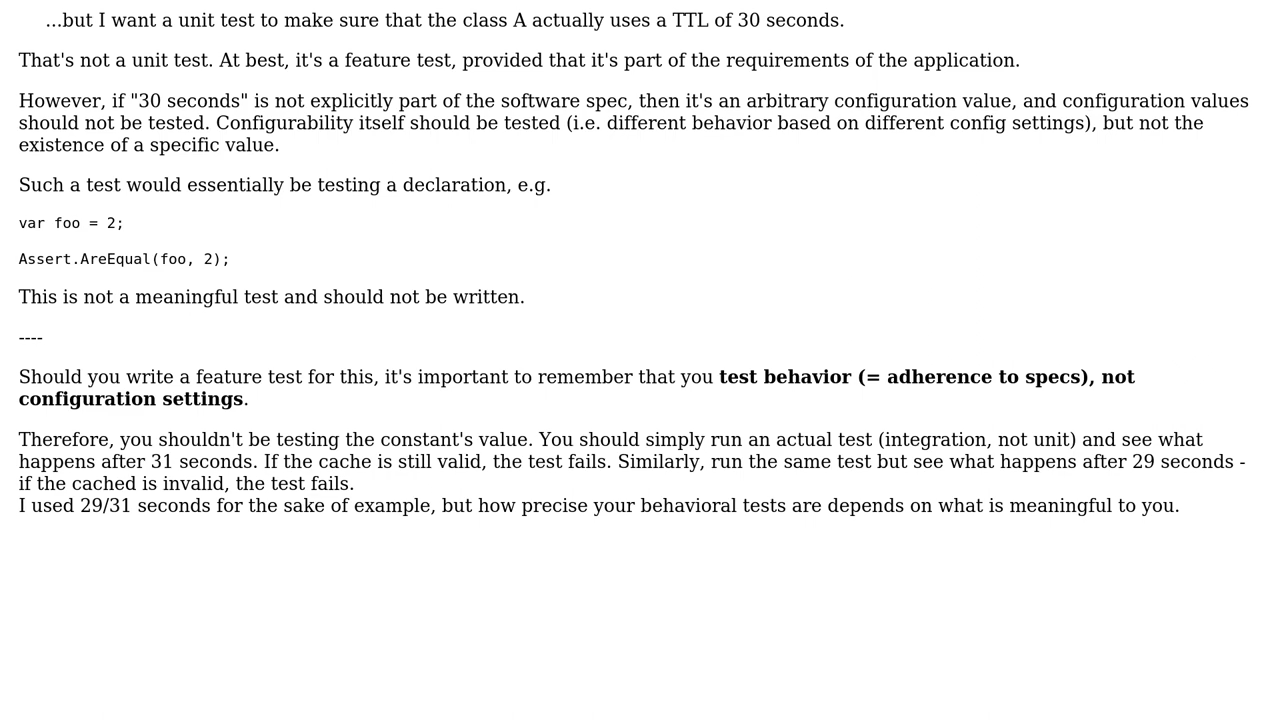 ...but I want a unit test to make sure that the class A actually uses a TTL of 30 seconds.
That's not a unit test. At best, it's a feature test, provided that it's part of the requirements of the application.
However, if "30 seconds" is not explicitly part of the software spec, then it's an arbitrary configuration value, and configuration values
should not be tested. Configurability itself should be tested (i.e. different behavior based on different config settings), but not the
existence of a specific value.
Such a test would essentially be testing a declaration, e.g.
var foo = 2;
Assert.AreEqual(foo, 2);
This is not a meaningful test and should not be written.
----
Should you write a feature test for this, it's important to remember that you test behavior (= adherence to specs), not
configuration settings.
Therefore, you shouldn't be testing the constant's value. You should simply run an actual test (integration, not unit) and see what
happens after 31 seconds. If the cache is still valid, the test fails. Similarly, run the same test but see what happens after 29 seconds -
if the cached is invalid, the test fails.
I used 29/31 seconds for the sake of example, but how precise your behavioral tests are depends on what is meaningful to you.